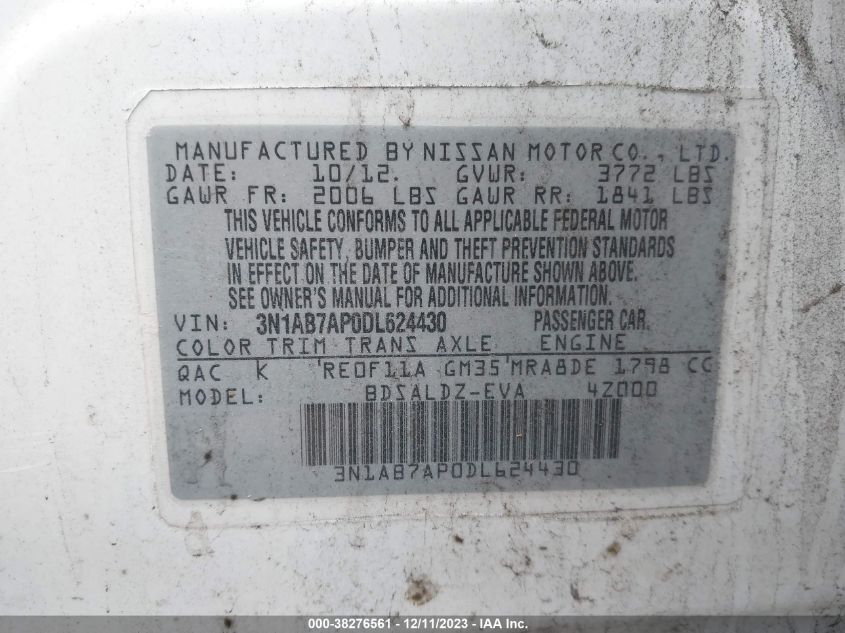 MANUFACTURED BY NISSAN MOTOR CO., LTD.
DATE: 10/12. GVWR: 3772 LBS
GAWR FR: 2006 LBS GAWR RR: 1841 LBS
THIS VEHICLE CONFORMS TO ALL APPLICABLE FEDERAL MOTOR
VEHICLE SAFETY, BUMPER AND THEFT PREVENTION STANDARDS
IN EFFECT ON THE DATE OF MANUFACTURE SHOWN ABOVE.
SEE OWNER'S MANUAL FOR ADDITIONAL INFORMATION.
VIN: 3N1AB7AP0DL624430 PASSENGER CAR.
COLOR TRIM TRANS AXLE ENGINE
QAC K RE0F11A GM35 MRA8DE 1798 CC
MODEL: BDSALDZ-EVA 4Z000
3N1AB7AP0DL624430
000-38276561 - 12/11/2023 - IAAI.com